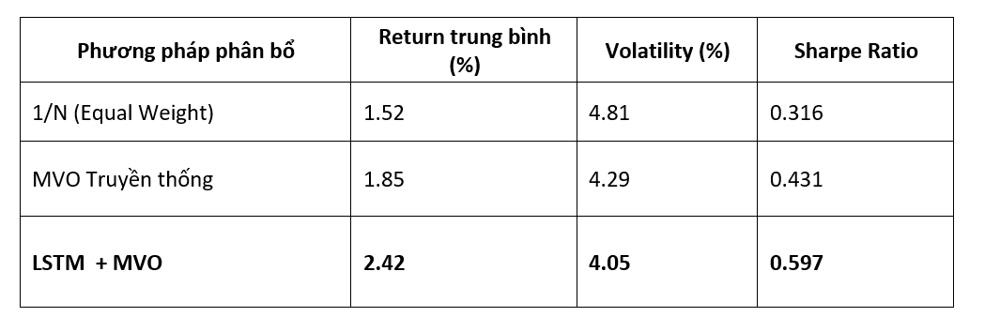 Phương pháp phân bổ
Return trung bình
(%)
Volatility (%)
Sharpe Ratio
1/N (Equal Weight)
1.52
4.81
0.316
MVO Truyền thống
1.85
4.29
0.431
LSTM + MVO
2.42
4.05
0.597